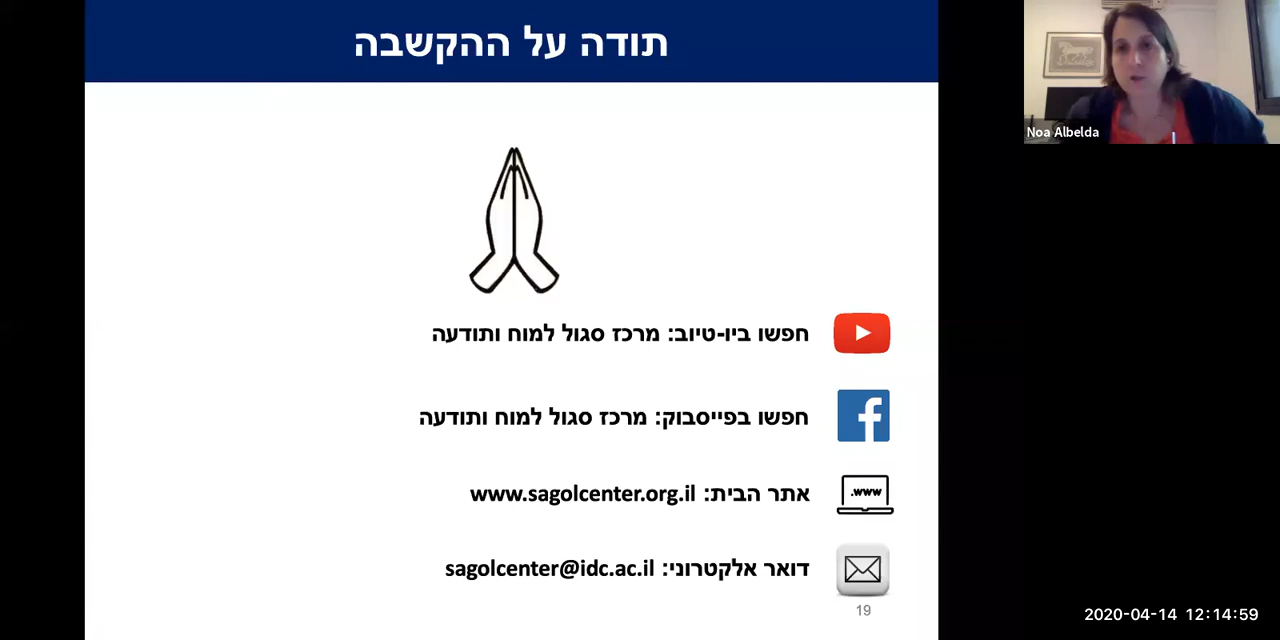 תודה על ההקשבה
Noa Albelda
חפשו ביו-טיוב: מרכז סגול למוח ותודעה
חפשו בפייסבוק: מרכז סגול למוח ותודעה
אתר הבית: www.sagolcenter.org.il
.www
דואר אלקטרוני: sagolcenter@idc.ac.il
19
2020-04-14 12:14:59